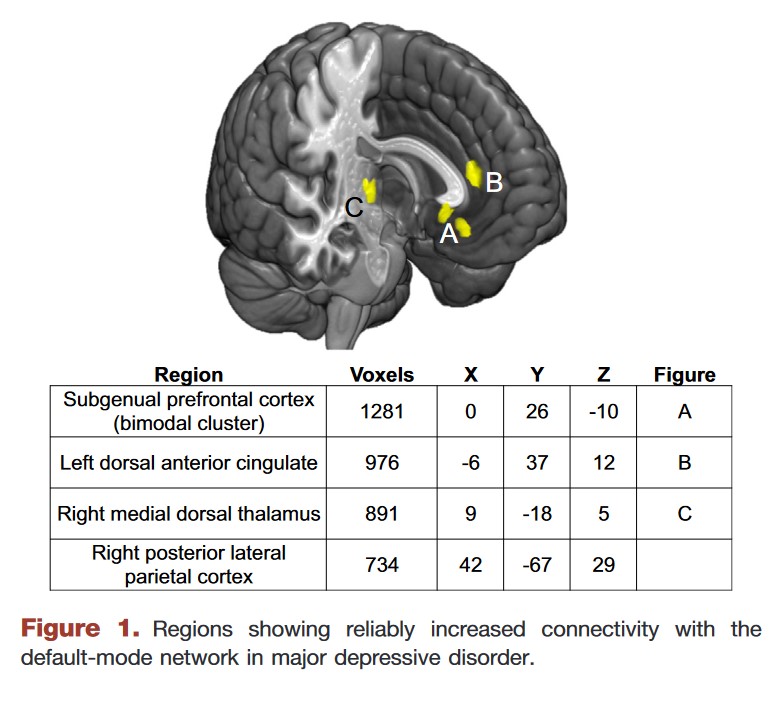 B
C
A
Region Voxels X Y Z Figure
Subgenual prefrontal cortex
(bimodal cluster) 1281 0 26 -10 A
Left dorsal anterior cingulate 976 -6 37 12 B
Right medial dorsal thalamus 891 9 -18 5 C
Right posterior lateral
parietal cortex 734 42 -67 29
Figure 1. Regions showing reliably increased connectivity with the
default-mode network in major depressive disorder.